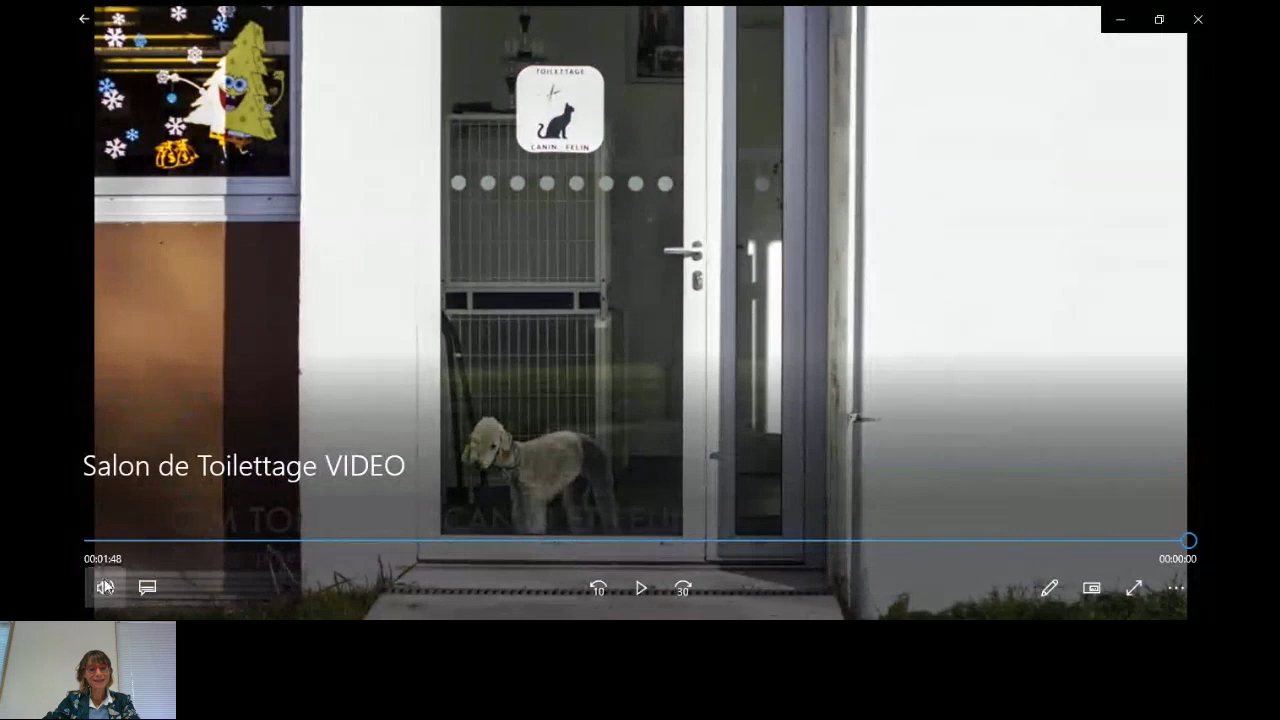 TOILETTAGE
CANIN FELIN
Salon de Toilettage VIDEO
00:01:48
00:00:00
10
30